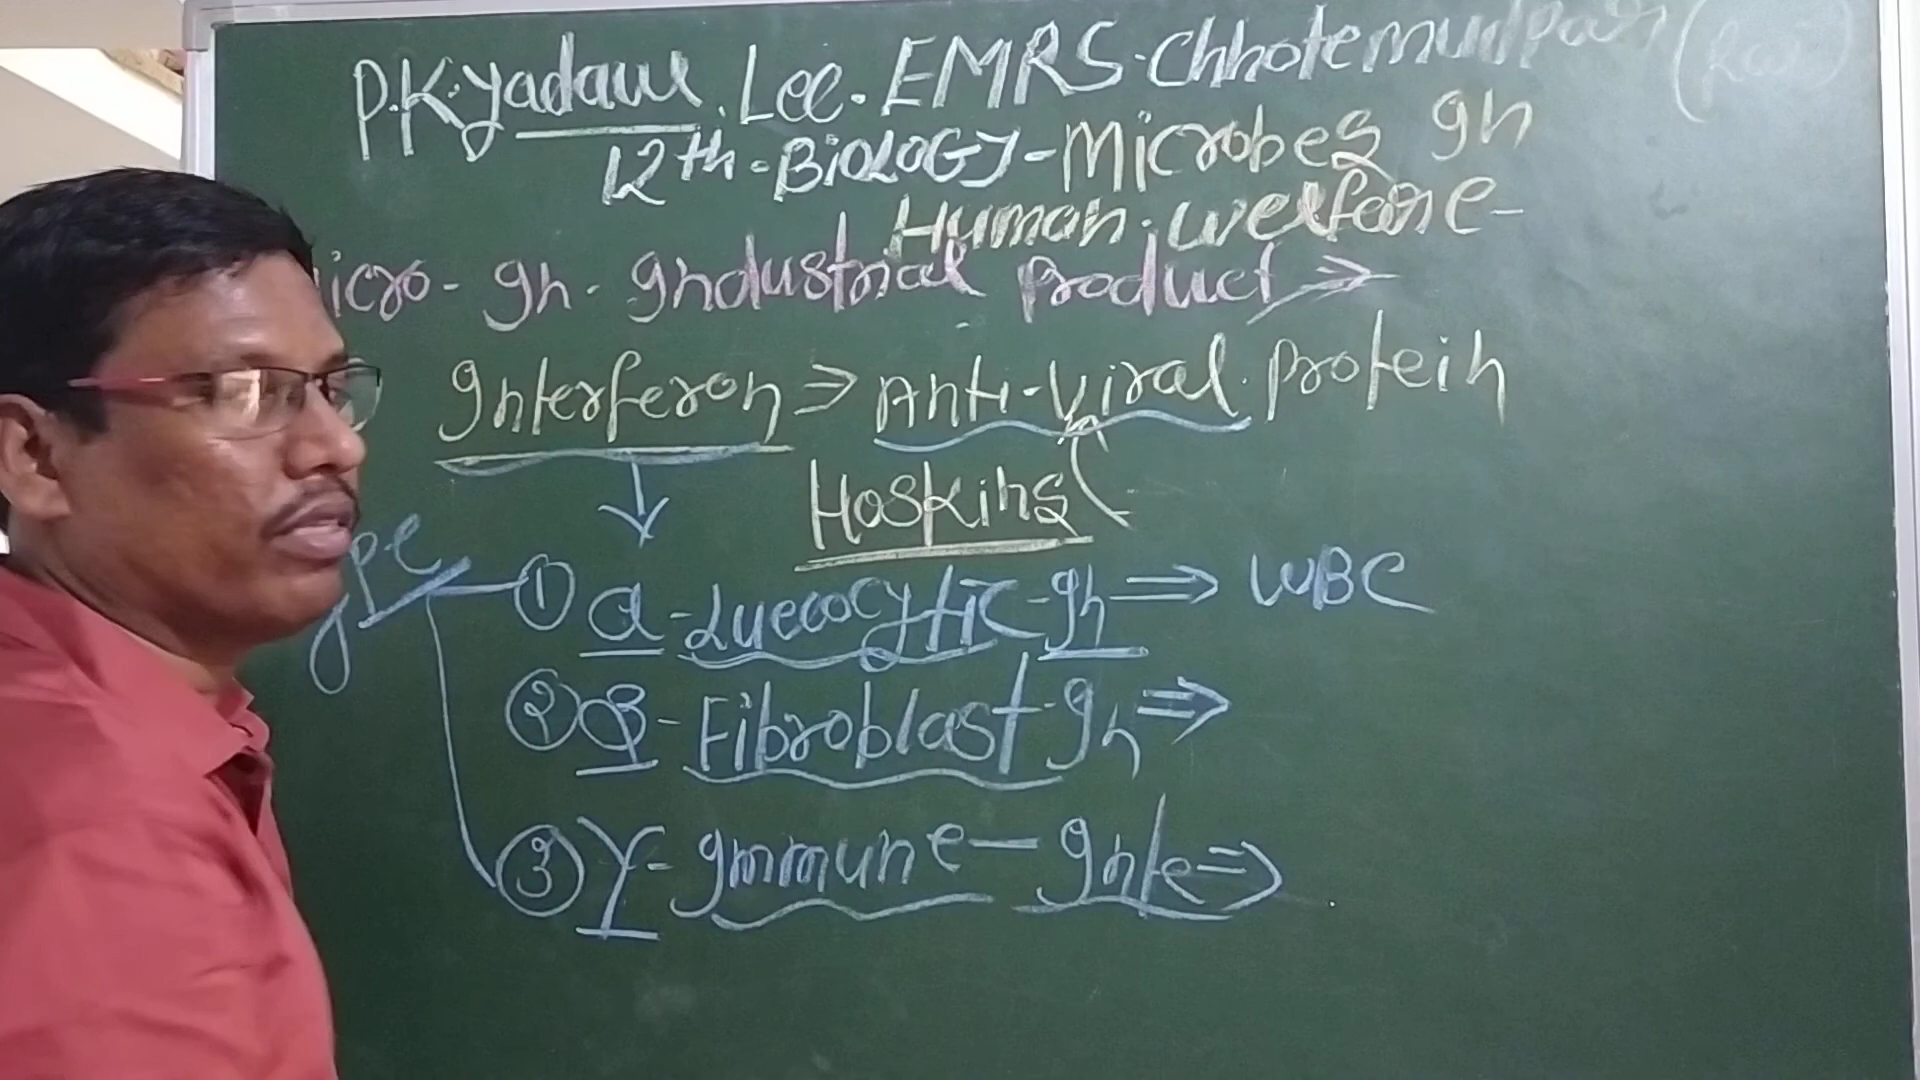 P.K.Yadaw. Lec. EMRS. Chhotemudpar
12th - BiOLOGY - Microbes In
Human. welfare -
icro - In - Industrial Product
Interferon ⇒ Anti-Viral Protein
Hoskins
ype
① α - Luecocytic - In ⇒ WBC
② β - Fibroblast - In ⇒
③ γ - Immune - Inte ⇒